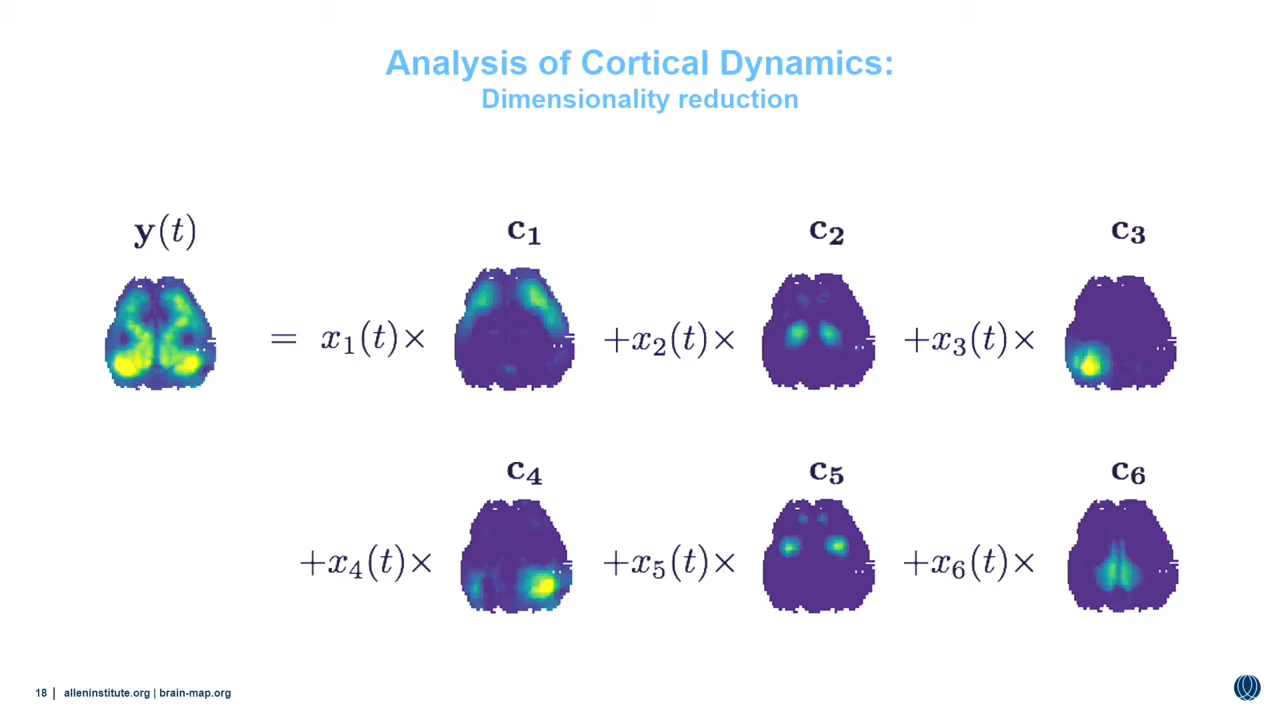 Analysis of Cortical Dynamics:
Dimensionality reduction
y(t)
c₁
c₂
c₃
= x₁(t)×
+x₂(t)×
+x₃(t)×
c₄
c₅
c₆
+x₄(t)×
+x₅(t)×
+x₆(t)×
18 | alleninstitute.org | brain-map.org